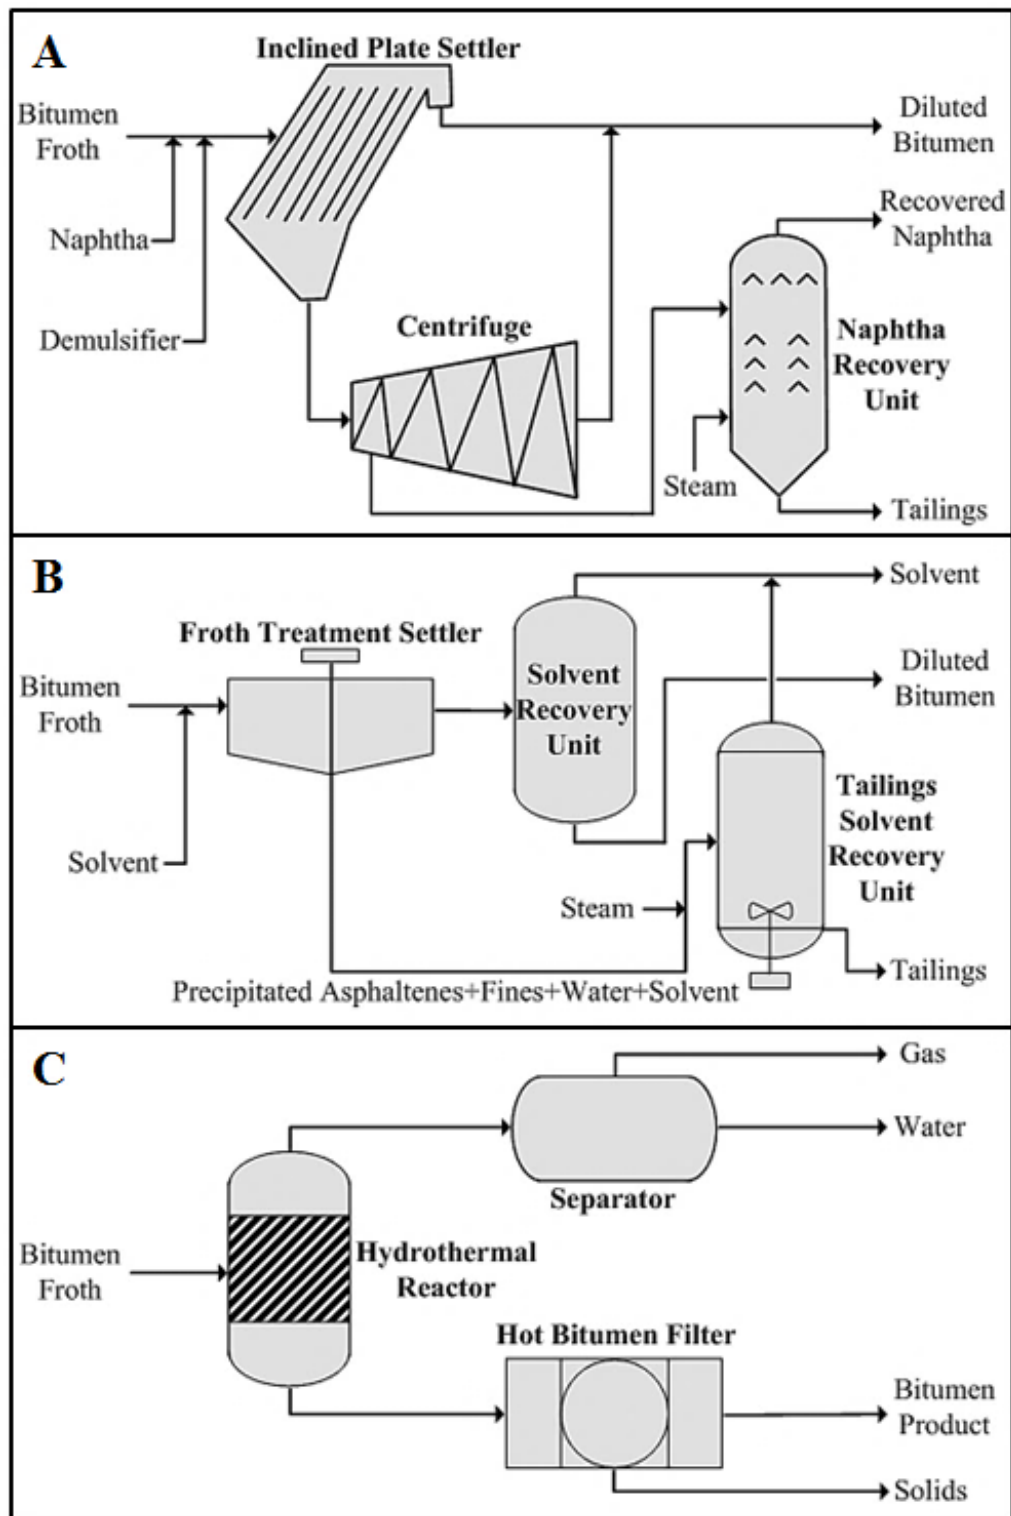 A
Inclined Plate Settler
Bitumen
Froth
Diluted
Bitumen
Naphtha
Recovered
Naphtha
Demulsifier
Centrifuge
Naphtha
Recovery
Unit
Steam
Tailings
B
Solvent
Froth Treatment Settler
Bitumen
Froth
Solvent
Recovery
Unit
Diluted
Bitumen
Solvent
Tailings
Solvent
Recovery
Unit
Steam
Tailings
Precipitated Asphaltenes+Fines+Water+Solvent
C
Gas
Water
Separator
Bitumen
Froth
Hydrothermal
Reactor
Hot Bitumen Filter
Bitumen
Product
Solids